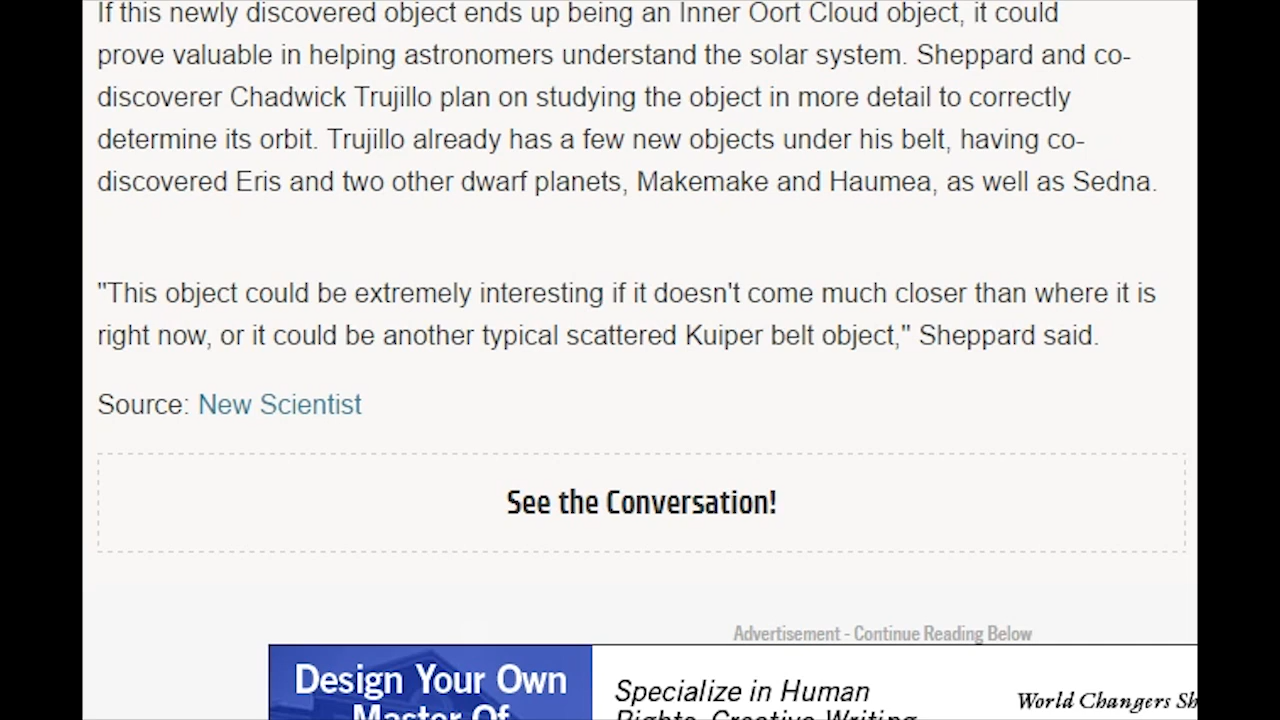 If this newly discovered object ends up being an Inner Oort Cloud object, it could
prove valuable in helping astronomers understand the solar system. Sheppard and co-
discoverer Chadwick Trujillo plan on studying the object in more detail to correctly
determine its orbit. Trujillo already has a few new objects under his belt, having co-
discovered Eris and two other dwarf planets, Makemake and Haumea, as well as Sedna.
"This object could be extremely interesting if it doesn't come much closer than where it is
right now, or it could be another typical scattered Kuiper belt object," Sheppard said.
Source: New Scientist
See the Conversation!
Advertisement - Continue Reading Below
Design Your Own
Master Of
Specialize in Human
Rights, Creative Writing
World Changers Sh